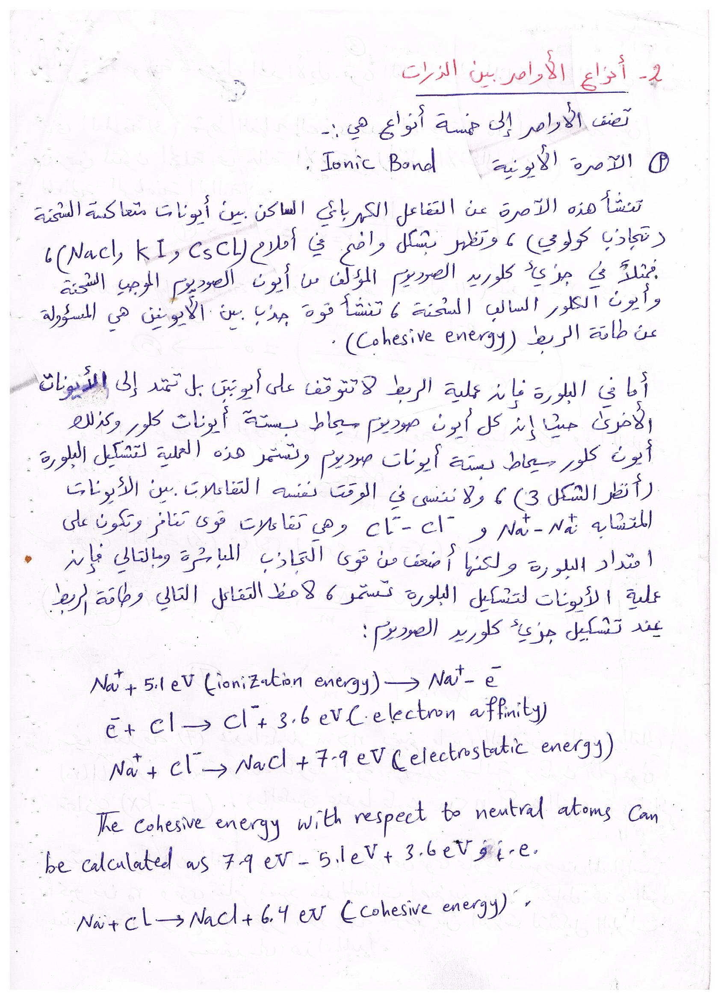 2- أنواع الأواصر بين الذرات
تصنف الأواصر إلى خمسة أنواع هي :-
① الآصرة الأيونية Ionic Bond .
تنشأ هذه الآصرة عن التفاعل الكهربائي الساكن بين أيونات متعاكسة الشحنة
(تجاذب كولومي) ، وتظهر بشكل واضح في أملاح (NaCl, KI, CsCl) ،
فمثلاً في جزيء كلوريد الصوديوم المؤلف من أيون الصوديوم الموجب الشحنة
وأيون الكلور السالب الشحنة ، تنشأ قوة جذب بين الأيونين هي المسؤولة
عن طاقة الربط (Cohesive energy) .
أما في البلورة فإن عملية الربط لا تتوقف على أيونين بل تمتد إلى الأيونات
الأخرى حيث إن كل أيون صوديوم سيحاط بستة أيونات كلور وكذلك
أيون كلور سيحاط بستة أيونات صوديوم وتستمر هذه العملية لتشكيل البلورة
(أنظر الشكل 3) ، ولا ننسى في الوقت نفسه التفاعلات بين الأيونات
المتشابه Na⁺ - Na⁺ و Cl⁻ - Cl⁻ وهي تفاعلات قوى تنافر وتكون على
امتداد البلورة ولكنها أضعف من قوى التجاذب المباشرة وبالتالي فإن
عملية الأيونات لتشكيل البلورة تستمر ، لاحظ التفاعل التالي وطاقة الربط
عند تشكيل جزيء كلوريد الصوديوم :
Na⁺ + 5.1 eV (ionization energy) → Na⁺ - e⁻
e⁻ + Cl → Cl⁻ + 3.6 eV (electron affinity)
Na⁺ + Cl⁻ → NaCl + 7.9 eV (electrostatic energy)
The cohesive energy with respect to neutral atoms can
be calculated as 7.9 eV - 5.1 eV + 3.6 eV, i.e.
Na + Cl → NaCl + 6.4 eV (cohesive energy) .